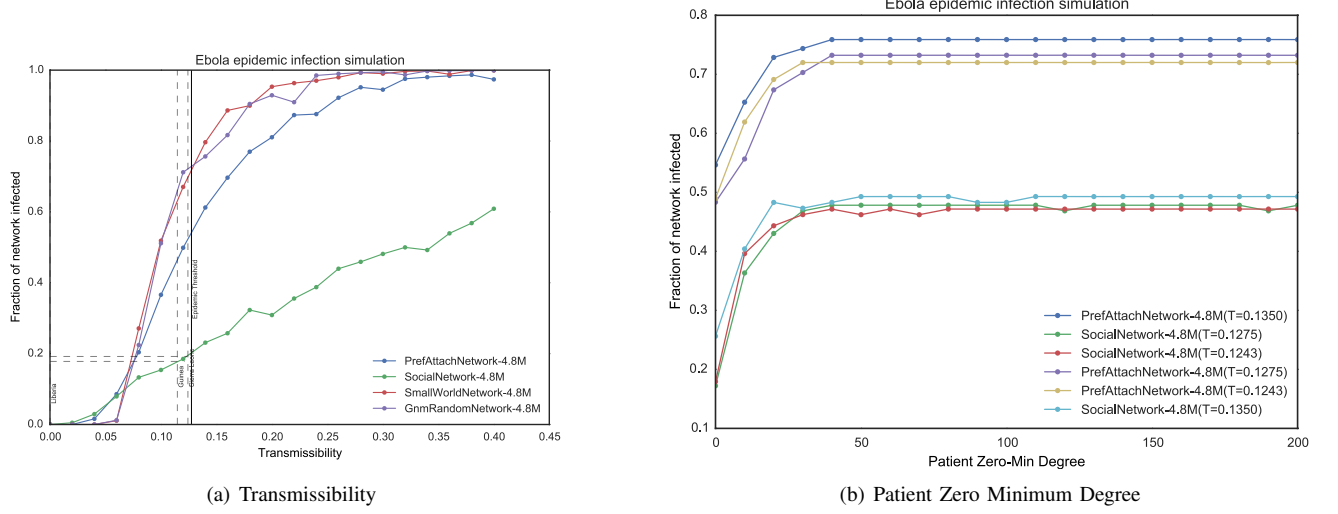 Ebola epidemic infection simulation
1.0
0.8
0.6
0.4
0.2
0.0
Fraction of network infected
Liberia
Guinea
Epidemic Threshold
PrefAttachNetwork-4.8M
SocialNetwork-4.8M
SmallWorldNetwork-4.8M
GnmRandomNetwork-4.8M
0.00 0.05 0.10 0.15 0.20 0.25 0.30 0.35 0.40 0.45
Transmissibility
(a) Transmissibility
Ebola epidemic infection simulation
0.8
0.7
0.6
0.5
0.4
0.3
0.2
0.1
Fraction of network infected
PrefAttachNetwork-4.8M(T=0.1350)
SocialNetwork-4.8M(T=0.1275)
SocialNetwork-4.8M(T=0.1243)
PrefAttachNetwork-4.8M(T=0.1275)
PrefAttachNetwork-4.8M(T=0.1243)
SocialNetwork-4.8M(T=0.1350)
0 50 100 150 200
Patient Zero-Min Degree
(b) Patient Zero Minimum Degree